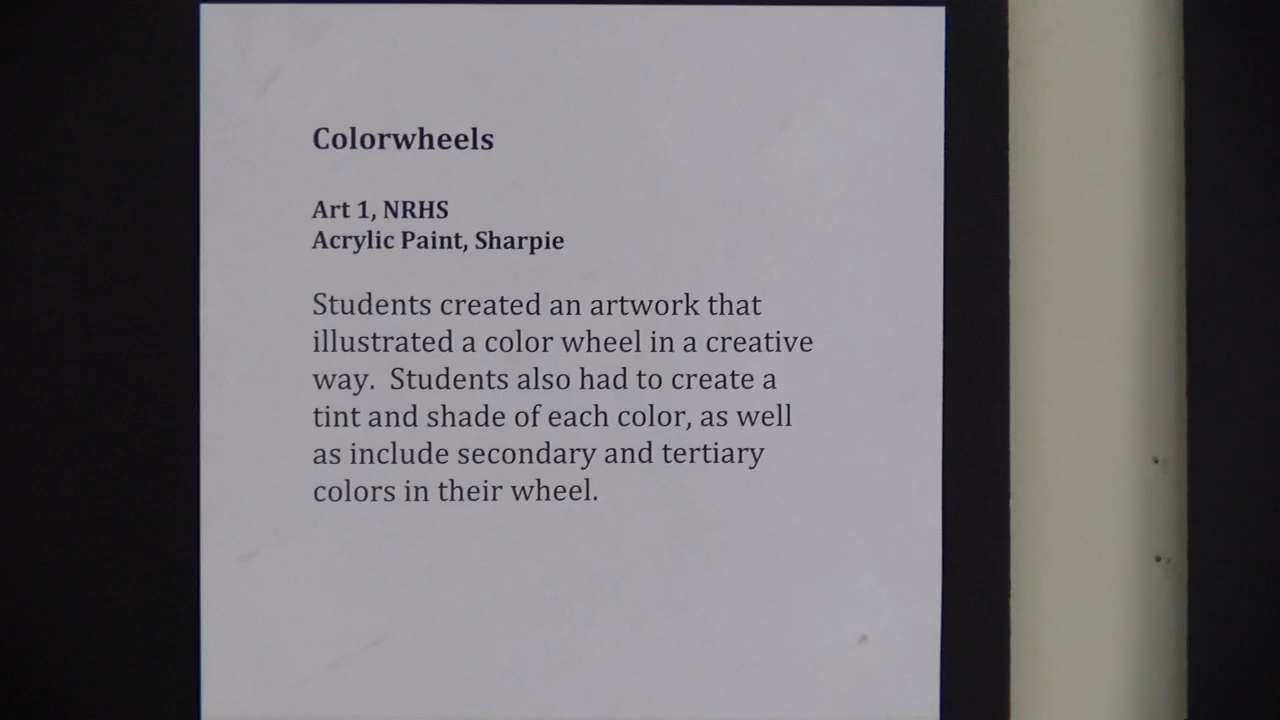 Colorwheels
Art 1, NRHS
Acrylic Paint, Sharpie
Students created an artwork that
illustrated a color wheel in a creative
way.  Students also had to create a
tint and shade of each color, as well
as include secondary and tertiary
colors in their wheel.